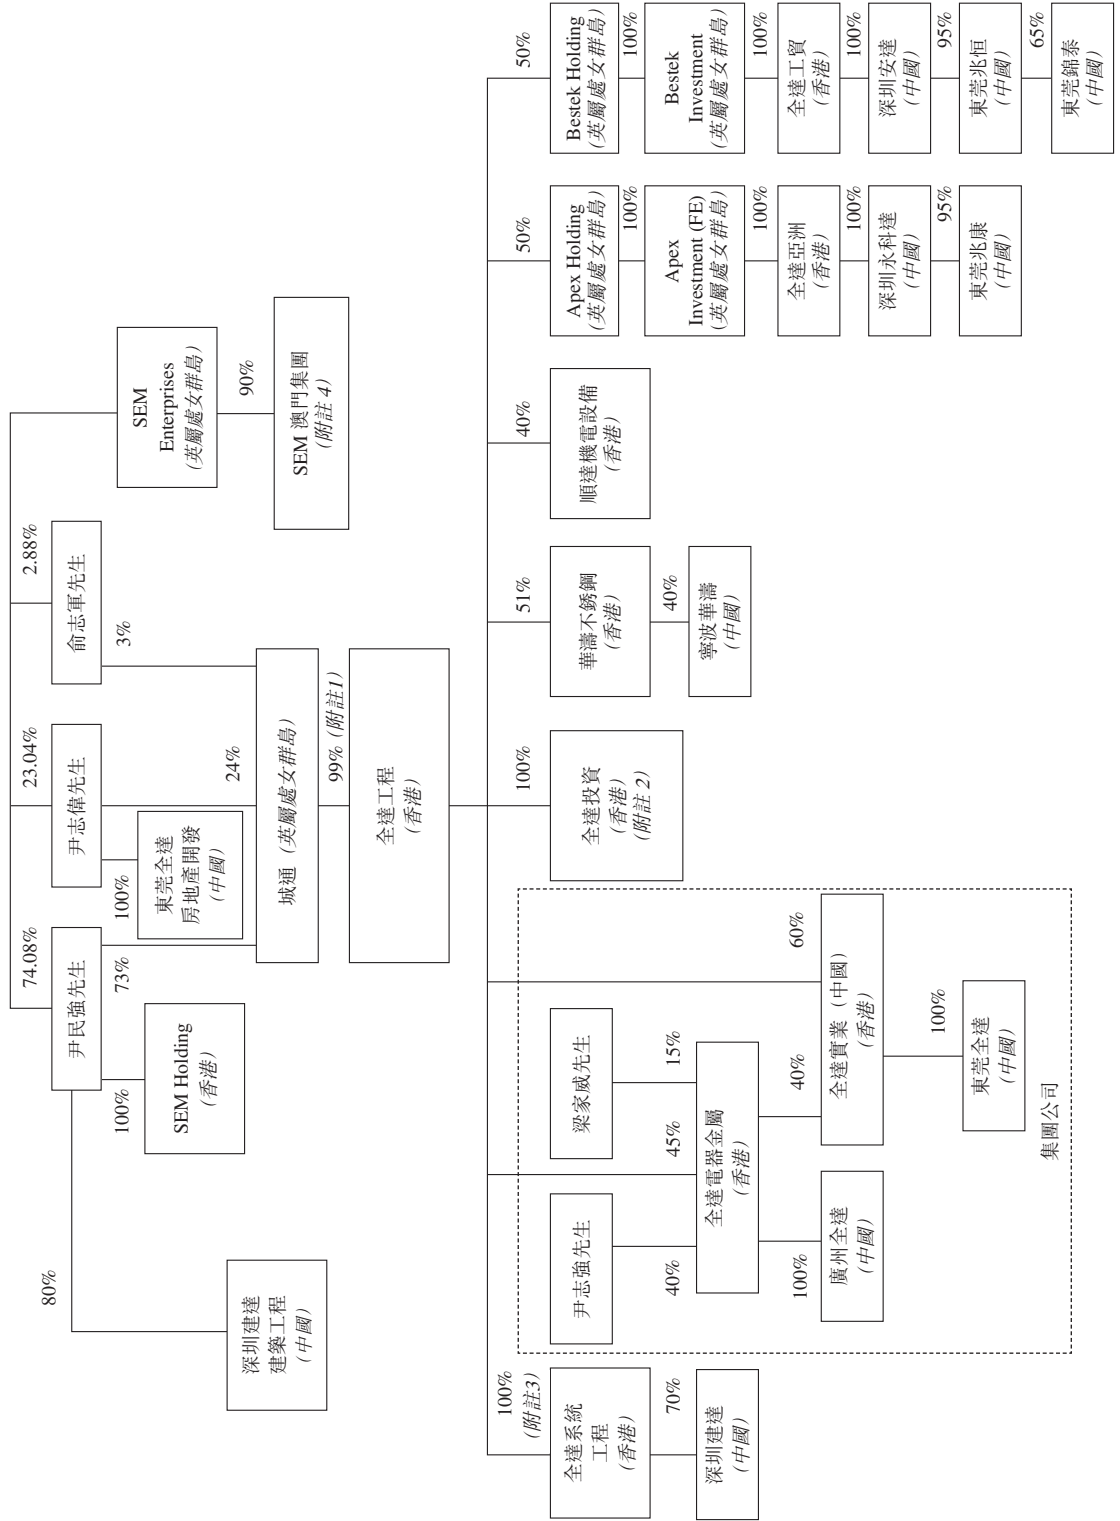 74.08%
23.04%
2.88%
尹民強先生
尹志偉先生
俞志軍先生
80%
100%
73%
100%
24%
3%
深圳建達
建築工程
(中國)
SEM Holding
(香港)
東莞全達
房地產開發
(中國)
SEM
Enterprises
(英屬處女群島)
90%
SEM 澳門集團
(附註 4)
城通 (英屬處女群島)
99% (附註1)
全達工程
(香港)
100%
(附註3)
100%
51%
40%
50%
50%
全達系統
工程
(香港)
70%
深圳建達
(中國)
尹志強先生
梁家威先生
40%
45%
15%
60%
全達電器金屬
(香港)
100%
40%
廣州全達
(中國)
全達實業 (中國)
(香港)
100%
東莞全達
(中國)
集團公司
全達投資
(香港)
(附註 2)
華濤不銹鋼
(香港)
40%
寧波華濤
(中國)
順達機電設備
(香港)
Apex Holding
(英屬處女群島)
100%
Apex
Investment (FE)
(英屬處女群島)
100%
全達亞洲
(香港)
100%
深圳永科達
(中國)
95%
東莞兆康
(中國)
Bestek Holding
(英屬處女群島)
100%
Bestek
Investment
(英屬處女群島)
100%
全達工貿
(香港)
100%
深圳安達
(中國)
95%
東莞兆恒
(中國)
65%
東莞錦泰
(中國)